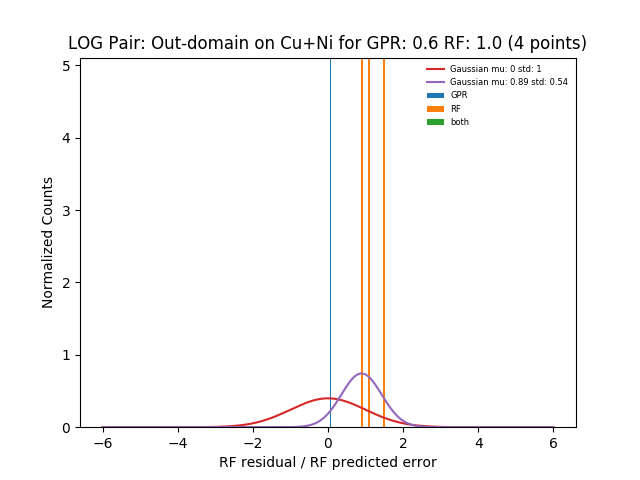 LOG Pair: Out-domain on Cu+Ni for GPR: 0.6 RF: 1.0 (4 points)
Gaussian mu: 0 std: 1
Gaussian mu: 0.89 std: 0.54
GPR
RF
both
Normalized Counts
5
4
3
2
1
0
−6 −4 −2 0 2 4 6
RF residual / RF predicted error